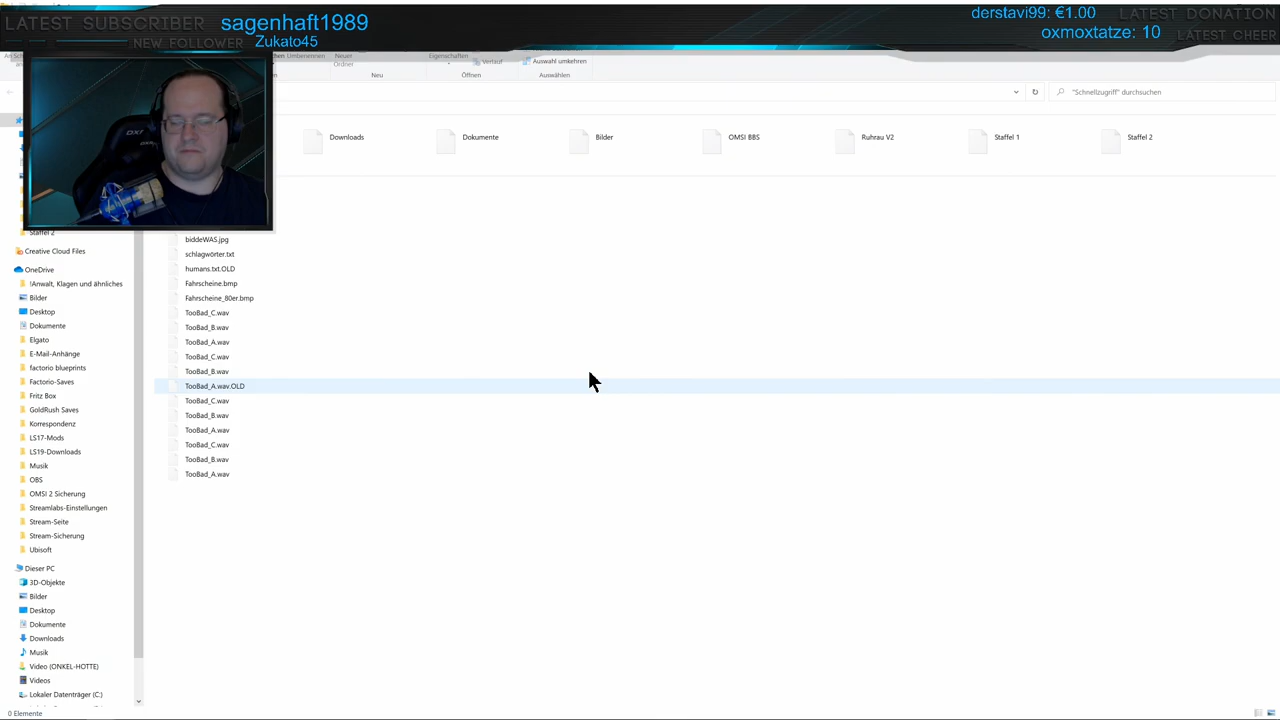 LATEST SUBSCRIBER sagenhaft1989
NEW FOLLOWER Zukato45
derstavi99: €1.00 LATEST DONATION
oxmoxtatze: 10 LATEST CHEER
Umbenennen
Neuer
Ordner
Neu
Eigenschaften
Verlauf
Öffnen
Auswahl umkehren
Auswählen
"Schnellzugriff" durchsuchen
DXR
Downloads
Dokumente
Bilder
OMSI BBS
Ruhrau V2
Staffel 1
Staffel 2
Staffel 2
Creative Cloud Files
OneDrive
!Anwalt, Klagen und ähnliches
Bilder
Desktop
Dokumente
Elgato
E-Mail-Anhänge
factorio blueprints
Factorio-Saves
Fritz Box
GoldRush Saves
Korrespondenz
LS17-Mods
LS19-Downloads
Musik
OBS
OMSI 2 Sicherung
Streamlabs-Einstellungen
Stream-Seite
Stream-Sicherung
Ubisoft
Dieser PC
3D-Objekte
Bilder
Desktop
Dokumente
Downloads
Musik
Video (ONKEL-HOTTE)
Videos
Lokaler Datenträger (C:)
biddeWAS.jpg
schlagwörter.txt
humans.txt.OLD
Fahrscheine.bmp
Fahrscheine_80er.bmp
TooBad_C.wav
TooBad_B.wav
TooBad_A.wav
TooBad_C.wav
TooBad_B.wav
TooBad_A.wav.OLD
TooBad_C.wav
TooBad_B.wav
TooBad_A.wav
TooBad_C.wav
TooBad_B.wav
TooBad_A.wav
0 Elemente